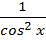 1
cos² x